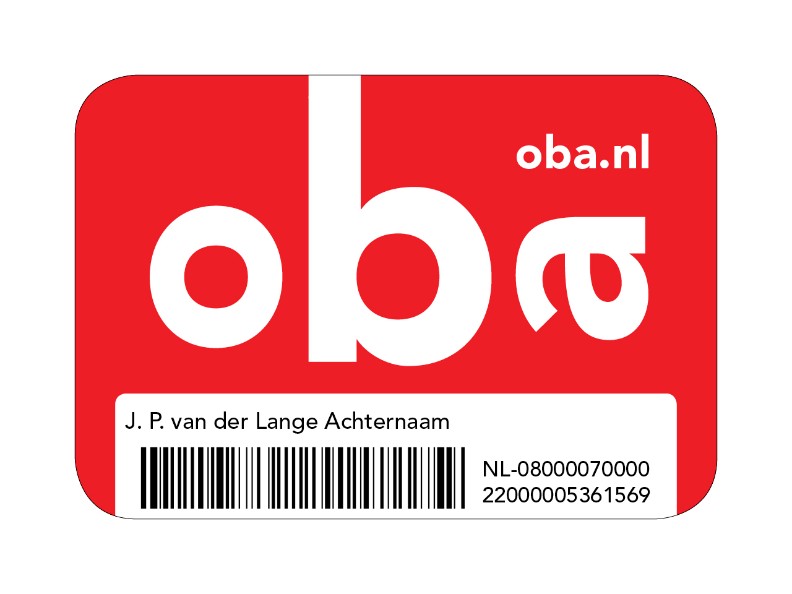 oba.nl
oba
J. P. van der Lange Achternaam
NL-08000070000
22000005361569